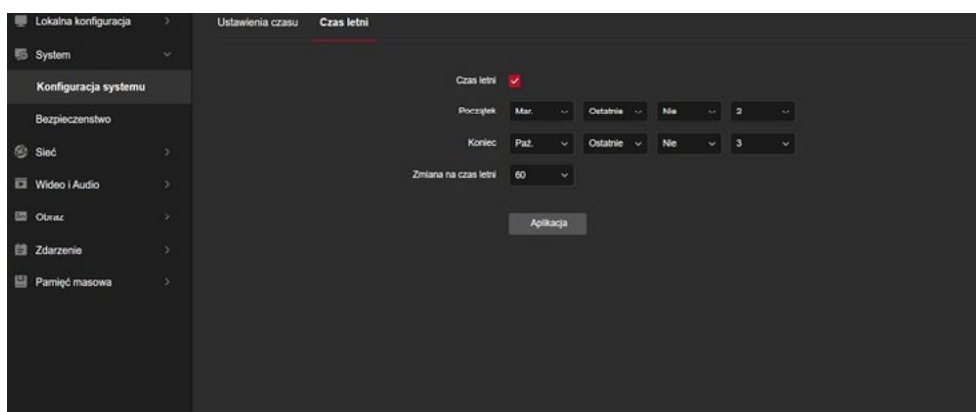 Lokalna konfiguracja
System
Konfiguracja systemu
Bezpieczenstwo
Sieć
Wideo i Audio
Obraz
Zdarzenie
Pamięć masowa
Ustawienia czasu Czas letni
Czas letni
Początek Mar. Ostatnie Nie 2
Koniec Paź. Ostatnie Nie 3
Zmiana na czas letni 60
Aplikacja